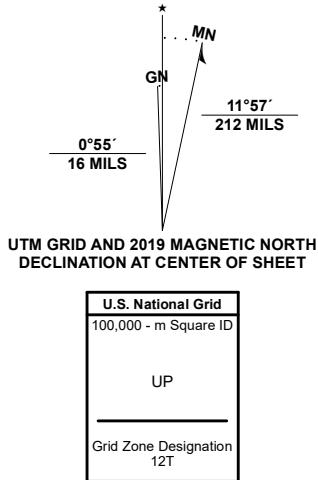 ★
MN
GN
11°57´
212 MILS
0°55´
16 MILS
UTM GRID AND 2019 MAGNETIC NORTH
DECLINATION AT CENTER OF SHEET
U.S. National Grid
100,000 - m Square ID
UP
Grid Zone Designation
12T